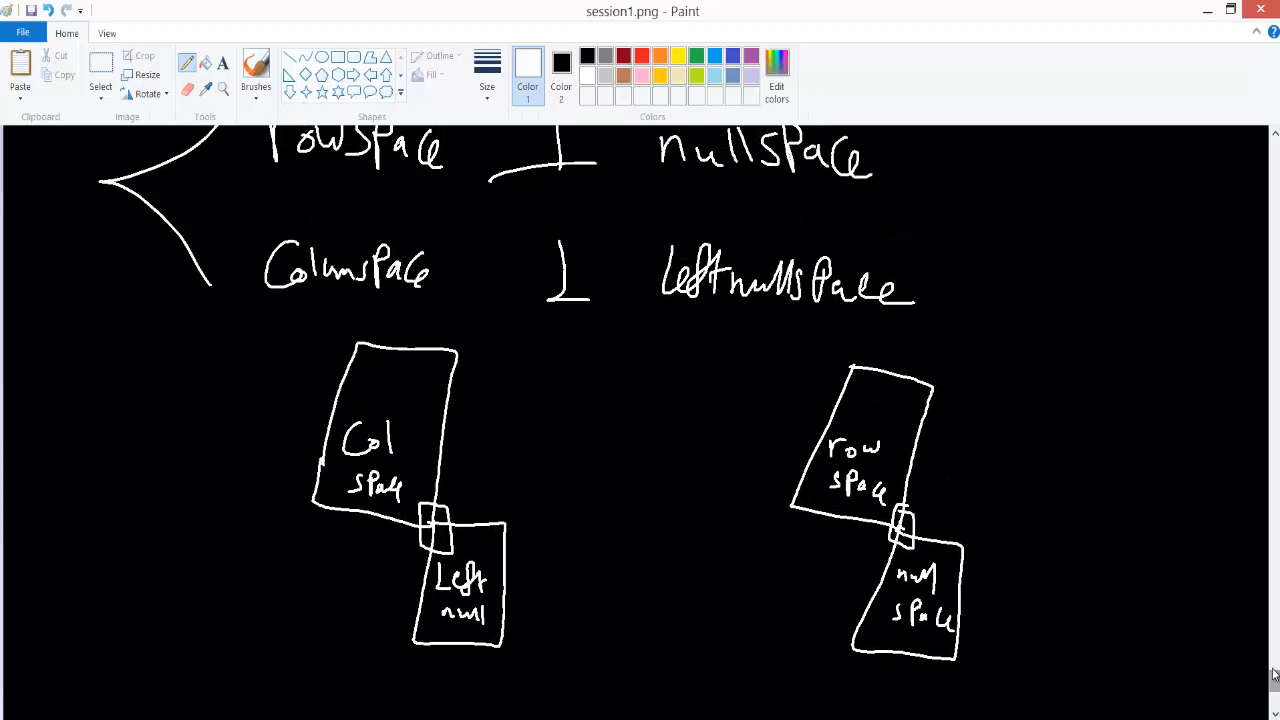 session1.png - Paint
File Home View
Cut
Copy
Paste
Clipboard
Crop
Resize
Rotate
Select
Image
Tools
Brushes
Outline
Fill
Shapes
Size
Color 1
Color 2
Edit colors
Colors
rowspace ⊥ nullspace
Columspace ⊥ leftnullspace
Col
space
Left
null
row
space
null
space